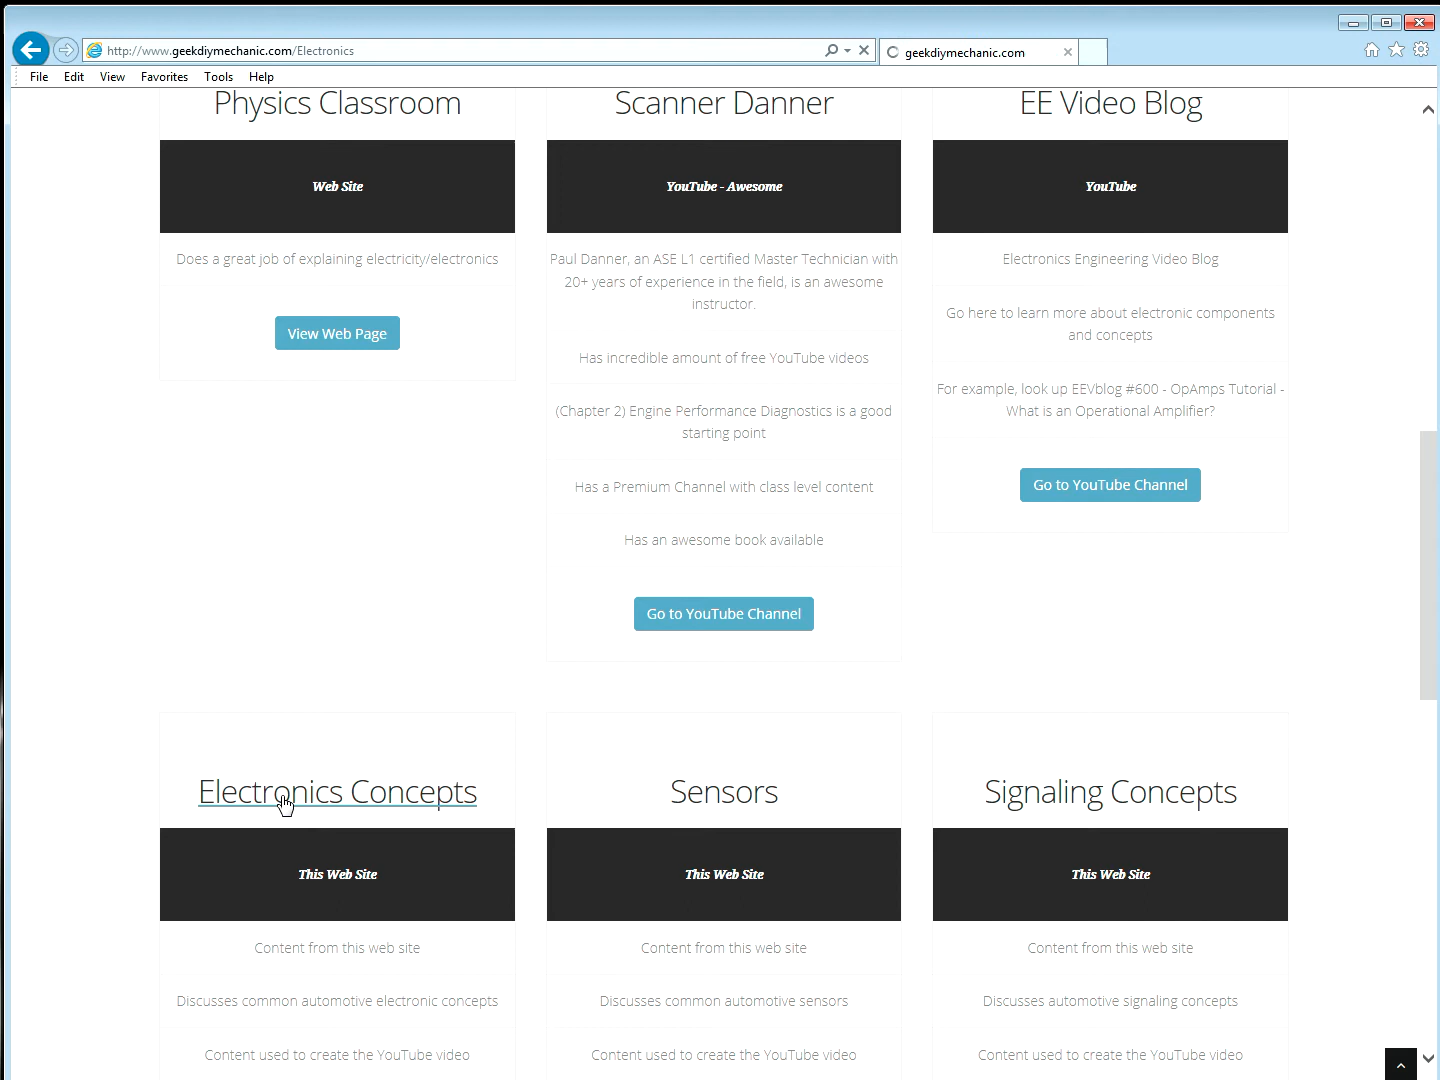 http://www.geekdiymechanic.com/Electronics
geekdiymechanic.com
File Edit View Favorites Tools Help
Physics Classroom
Web Site
Does a great job of explaining electricity/electronics
View Web Page
Scanner Danner
YouTube - Awesome
Paul Danner, an ASE L1 certified Master Technician with
20+ years of experience in the field, is an awesome
instructor.
Has incredible amount of free YouTube videos
(Chapter 2) Engine Performance Diagnostics is a good
starting point
Has a Premium Channel with class level content
Has an awesome book available
Go to YouTube Channel
EE Video Blog
YouTube
Electronics Engineering Video Blog
Go here to learn more about electronic components
and concepts
For example, look up EEVblog #600 - OpAmps Tutorial -
What is an Operational Amplifier?
Go to YouTube Channel
Electronics Concepts
This Web Site
Content from this web site
Discusses common automotive electronic concepts
Content used to create the YouTube video
Sensors
This Web Site
Content from this web site
Discusses common automotive sensors
Content used to create the YouTube video
Signaling Concepts
This Web Site
Content from this web site
Discusses automotive signaling concepts
Content used to create the YouTube video